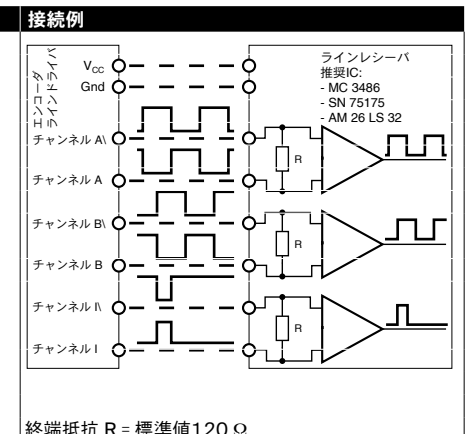 接続例
エンコーダ
ラインドライバ
VCC
Gnd
チャンネル A\
チャンネル A
チャンネル B\
チャンネル B
チャンネル I\
チャンネル I
ラインレシーバ
推奨IC:
- MC 3486
- SN 75175
- AM 26 LS 32
R
R
R
終端抵抗 R = 標準値120 Ω